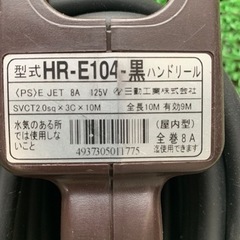 型式 HR-E104-黒 ハンドリール
〈PS〉E JET 8A 125V 三動工業株式会社
SVCT2.0sq×3C×10M 全長10M 有効9M
水気のある所では使用しないこと
(屋内型)
全巻8A
4937305011775